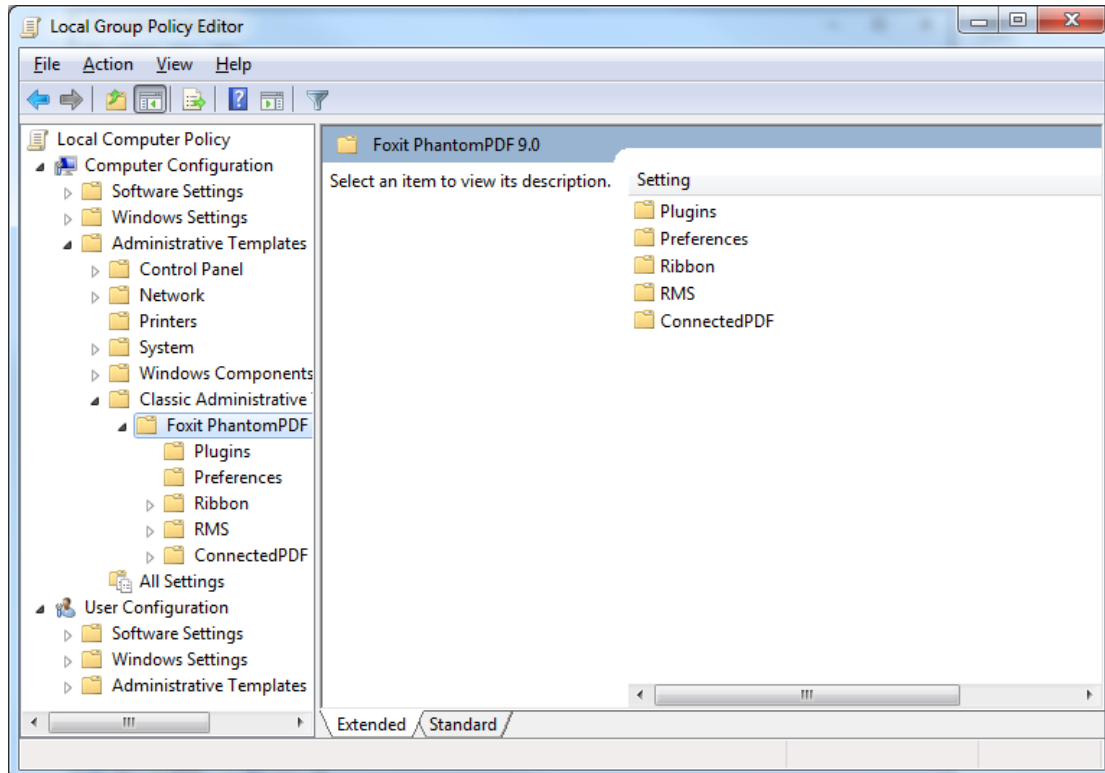 Local Group Policy Editor
File Action View Help
Local Computer Policy
Computer Configuration
Software Settings
Windows Settings
Administrative Templates
Control Panel
Network
Printers
System
Windows Components
Classic Administrative
Foxit PhantomPDF
Plugins
Preferences
Ribbon
RMS
ConnectedPDF
All Settings
User Configuration
Software Settings
Windows Settings
Administrative Templates
Foxit PhantomPDF 9.0
Select an item to view its description.
Setting
Plugins
Preferences
Ribbon
RMS
ConnectedPDF
Extended Standard